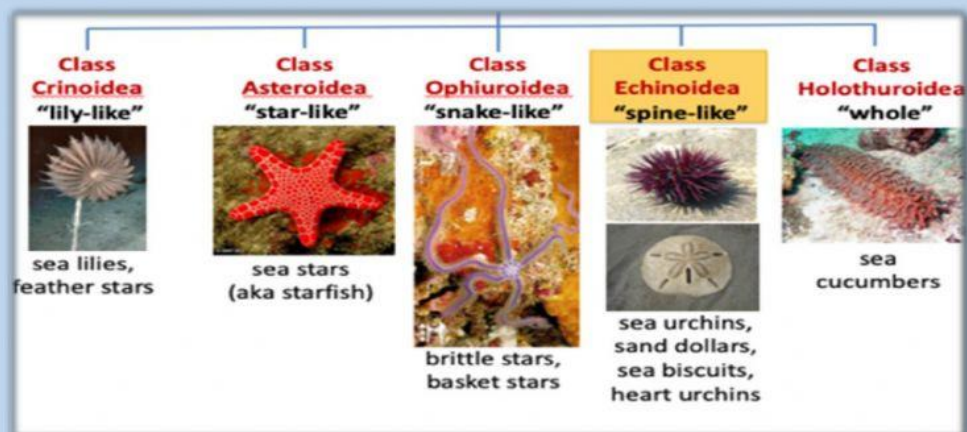 Class
Crinoidea
“lily-like”
sea lilies,
feather stars
Class
Asteroidea
“star-like”
sea stars
(aka starfish)
Class
Ophiuroidea
“snake-like”
brittle stars,
basket stars
Class
Echinoidea
“spine-like”
sea urchins,
sand dollars,
sea biscuits,
heart urchins
Class
Holothuroidea
“whole”
sea
cucumbers